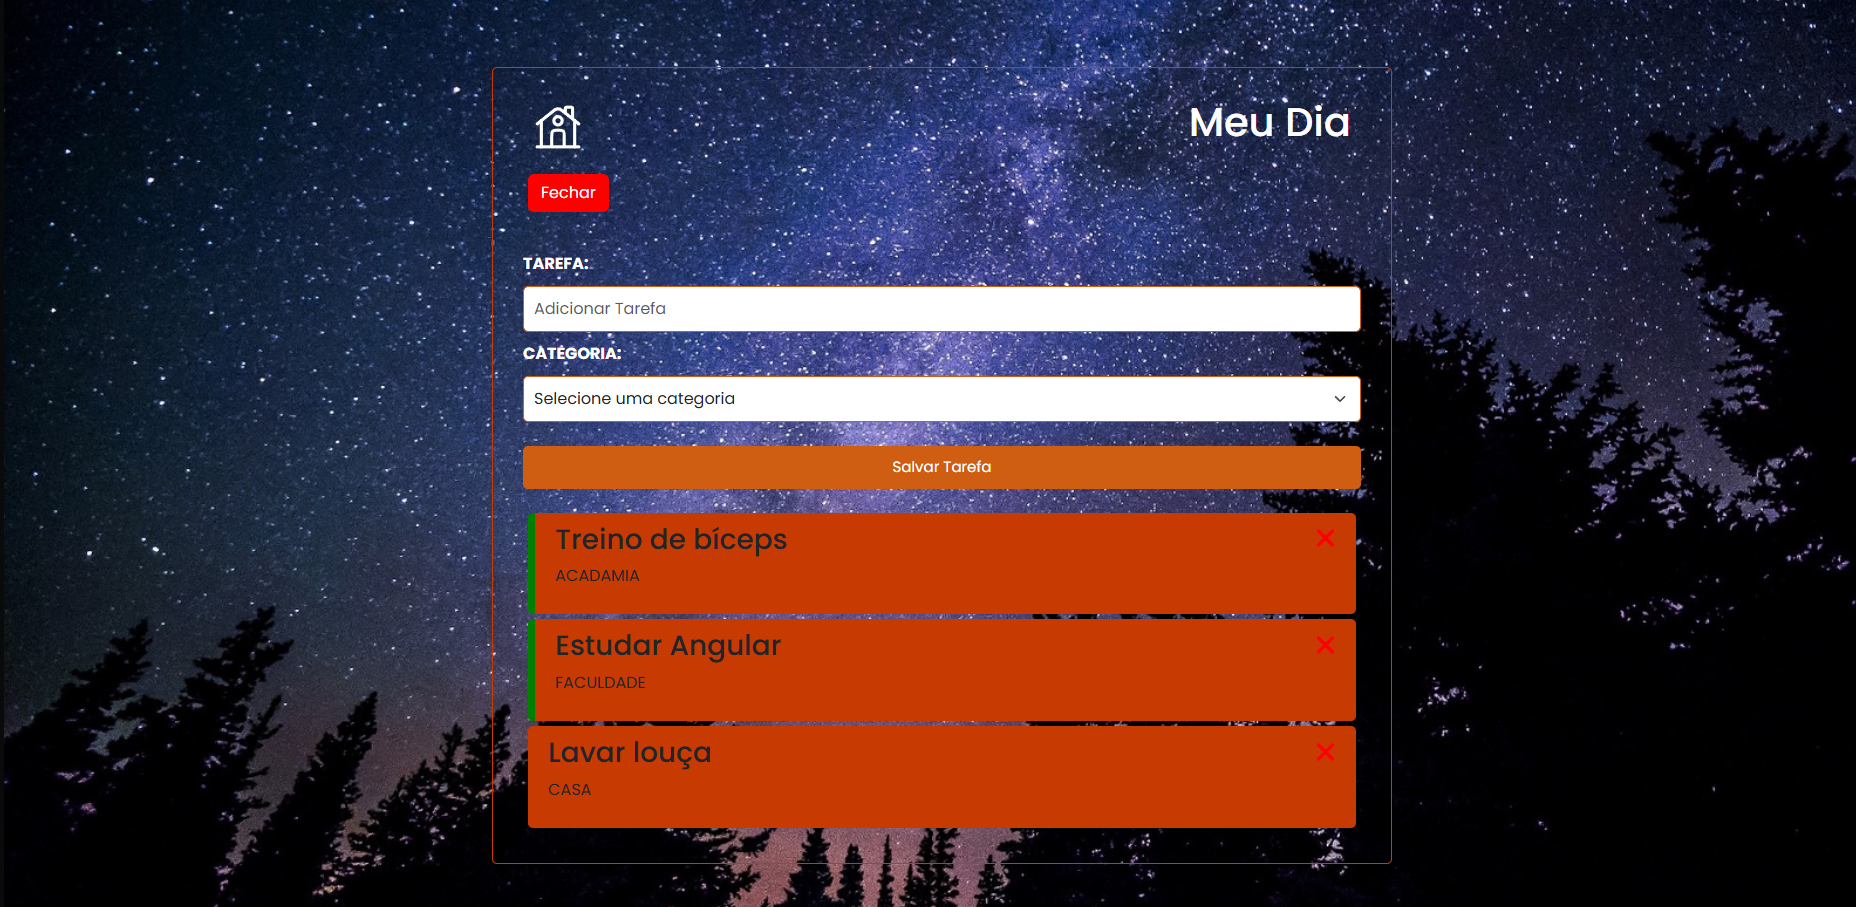 Meu Dia
Fechar
TAREFA:
Adicionar Tarefa
CATEGORIA:
Selecione uma categoria
Salvar Tarefa
Treino de bíceps
ACADAMIA
Estudar Angular
FACULDADE
Lavar louça
CASA